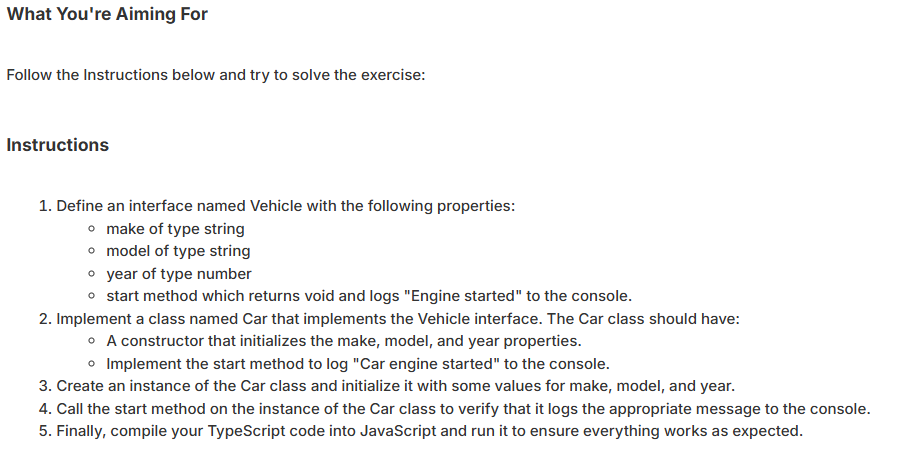 What You're Aiming For
Follow the Instructions below and try to solve the exercise:
Instructions
1. Define an interface named Vehicle with the following properties:
◦ make of type string
◦ model of type string
◦ year of type number
◦ start method which returns void and logs "Engine started" to the console.
2. Implement a class named Car that implements the Vehicle interface. The Car class should have:
◦ A constructor that initializes the make, model, and year properties.
◦ Implement the start method to log "Car engine started" to the console.
3. Create an instance of the Car class and initialize it with some values for make, model, and year.
4. Call the start method on the instance of the Car class to verify that it logs the appropriate message to the console.
5. Finally, compile your TypeScript code into JavaScript and run it to ensure everything works as expected.